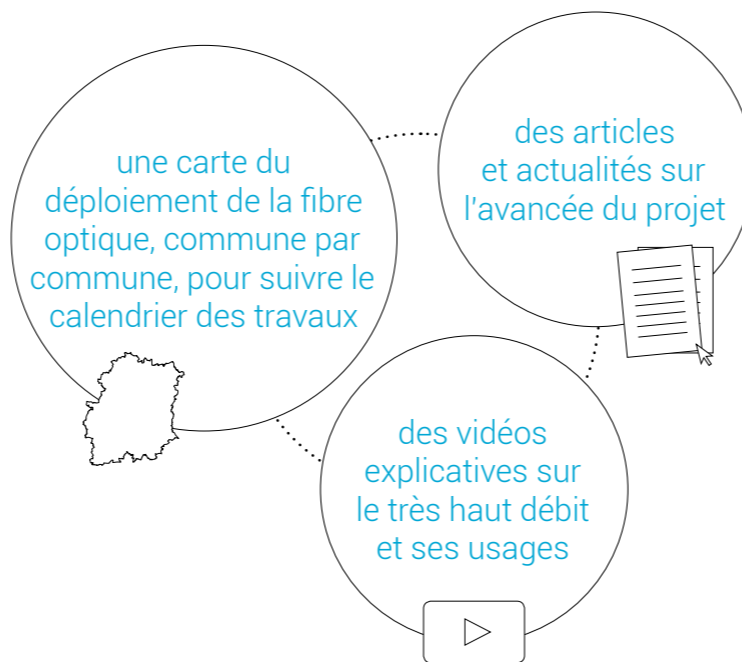 une carte du
déploiement de la fibre
optique, commune par
commune, pour suivre le
calendrier des travaux
des articles
et actualités sur
l'avancée du projet
des vidéos
explicatives sur
le très haut débit
et ses usages